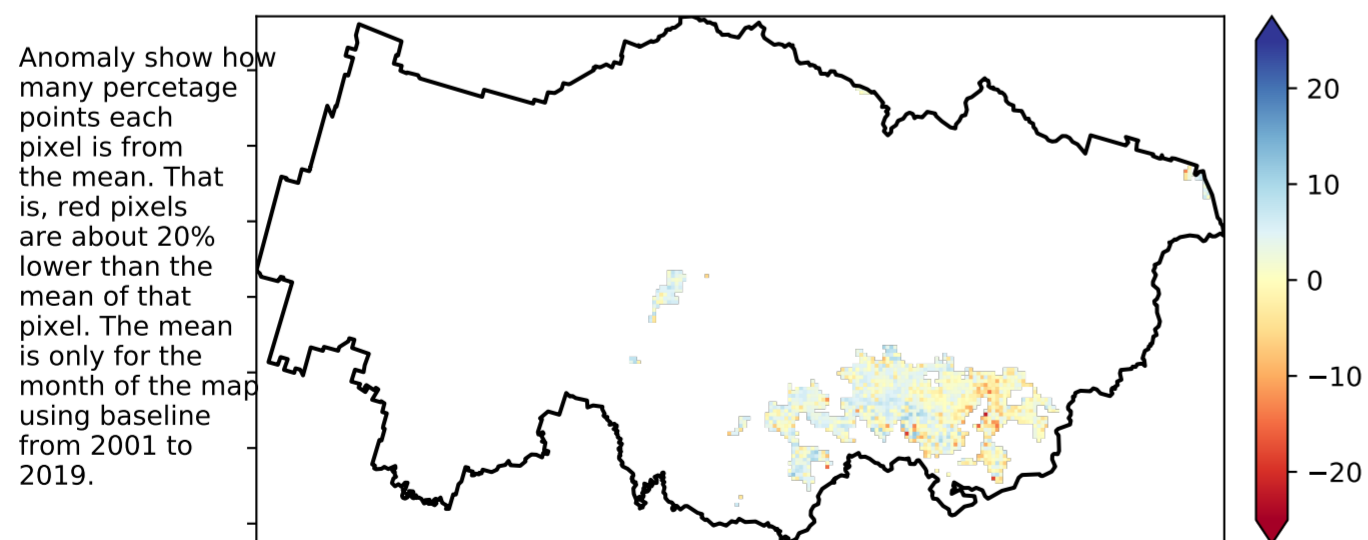 Anomaly show how
many percetage
points each
pixel is from
the mean. That
is, red pixels
are about 20%
lower than the
mean of that
pixel. The mean
is only for the
month of the map
using baseline
from 2001 to
2019.
20
10
0
−10
−20